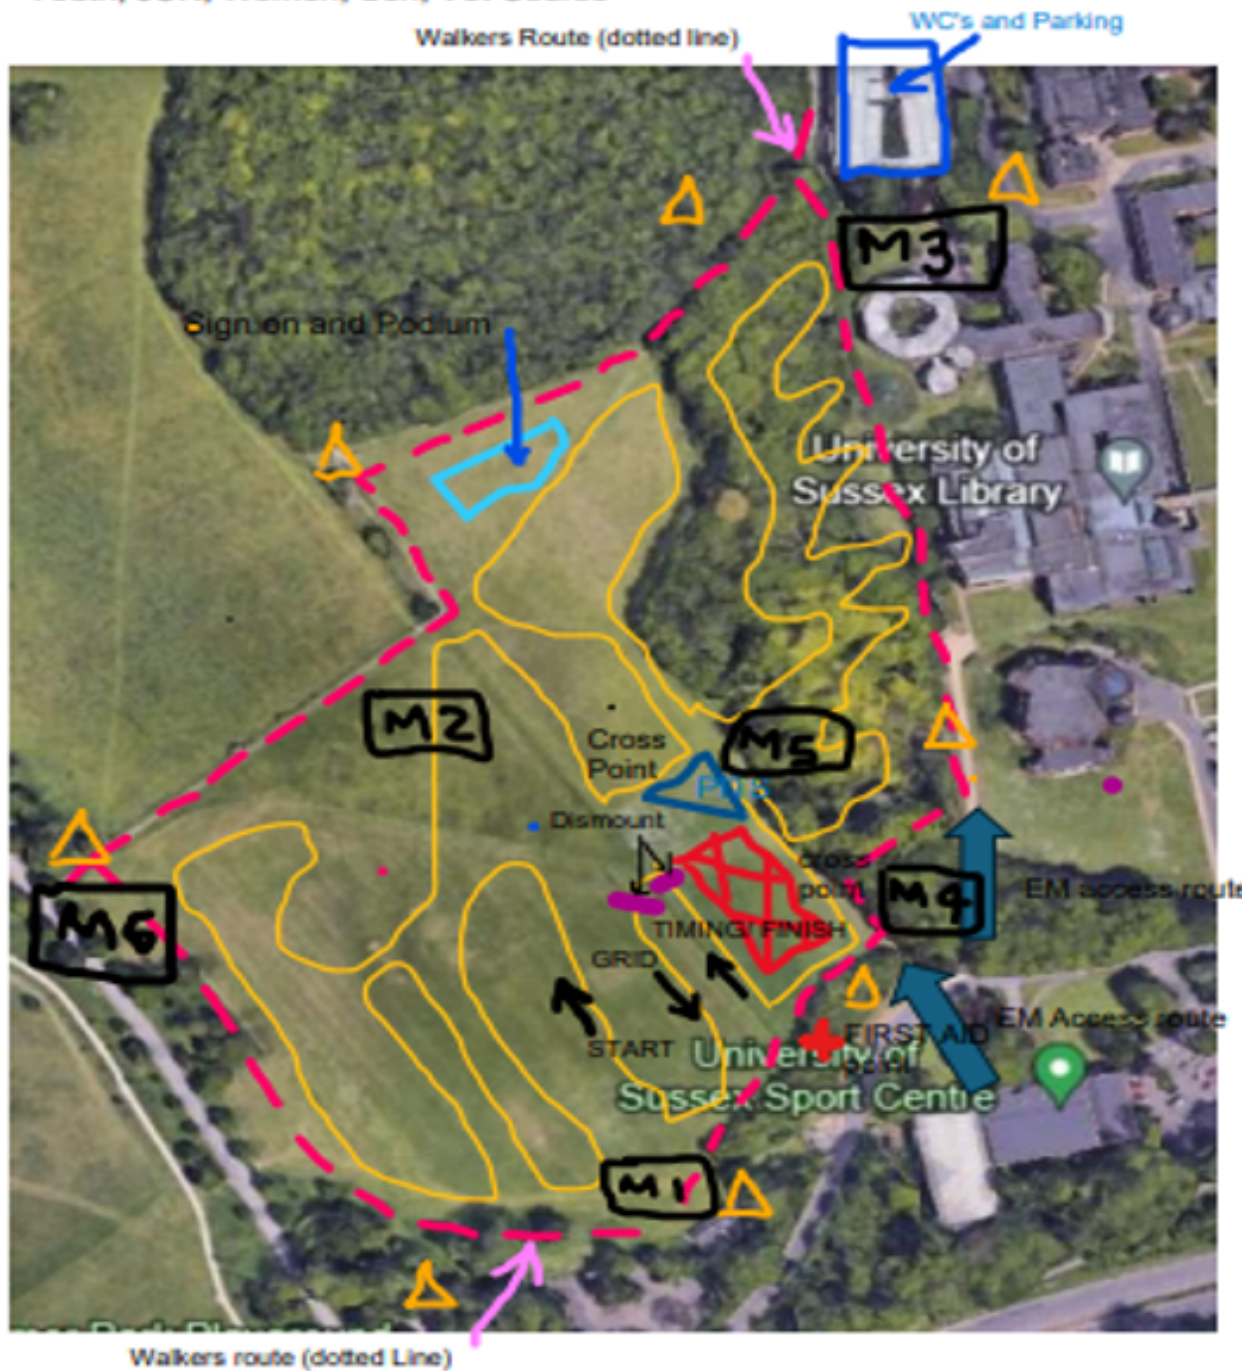 Walkers Route (dotted line)
WC's and Parking
M3
Sign on and Podium
University of
Sussex Library
M2
Cross
Point
M5
PITS
Dismount
cross
point
M4
EM access route
M6
TIMING/ FINISH
GRID
EM Access route
START
FIRST AID
point
University of
Sussex Sport Centre
M1
Walkers route (dotted Line)